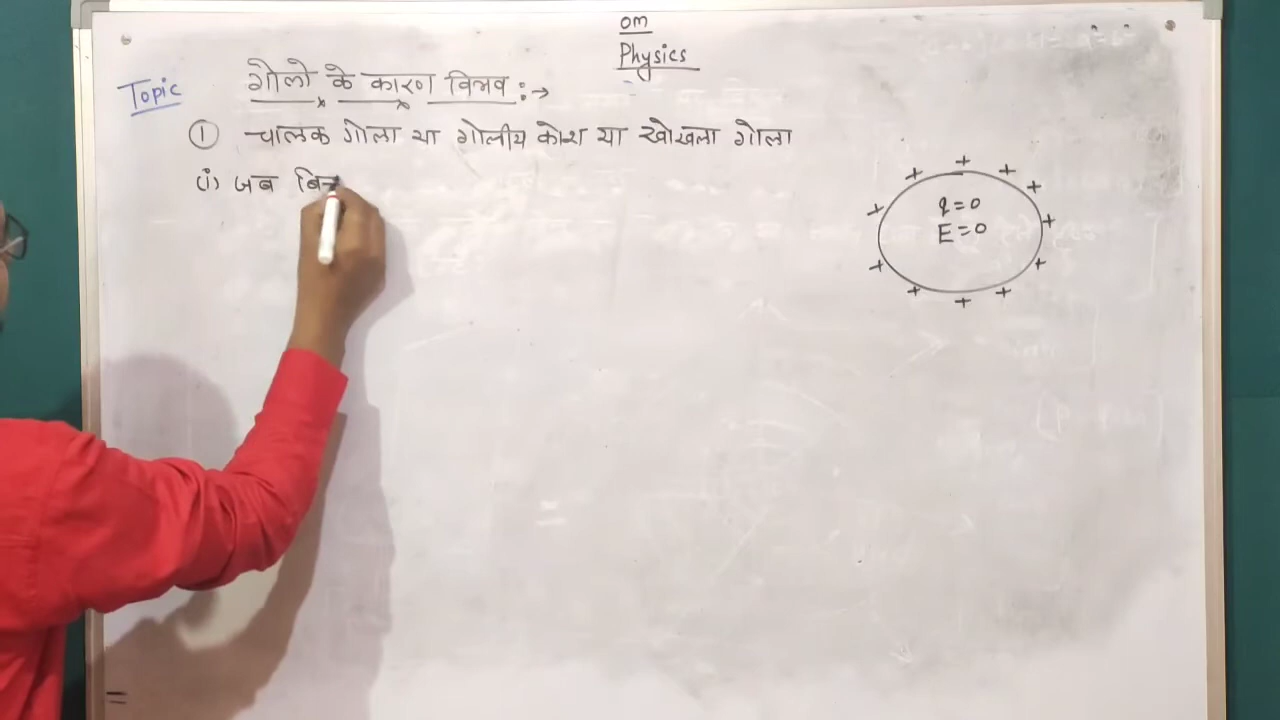 om
Physics
Topic
गोलो के कारण विभव :→
① चालक गोला या गोलीय कोश या खोखला गोला
(i) जब
q=0
E=0